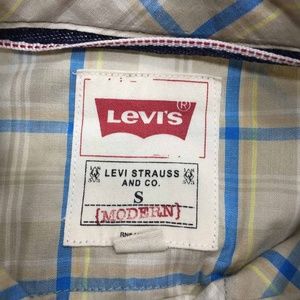 LEVI'S®
LEVI STRAUSS
AND CO.
S
{MODERN}